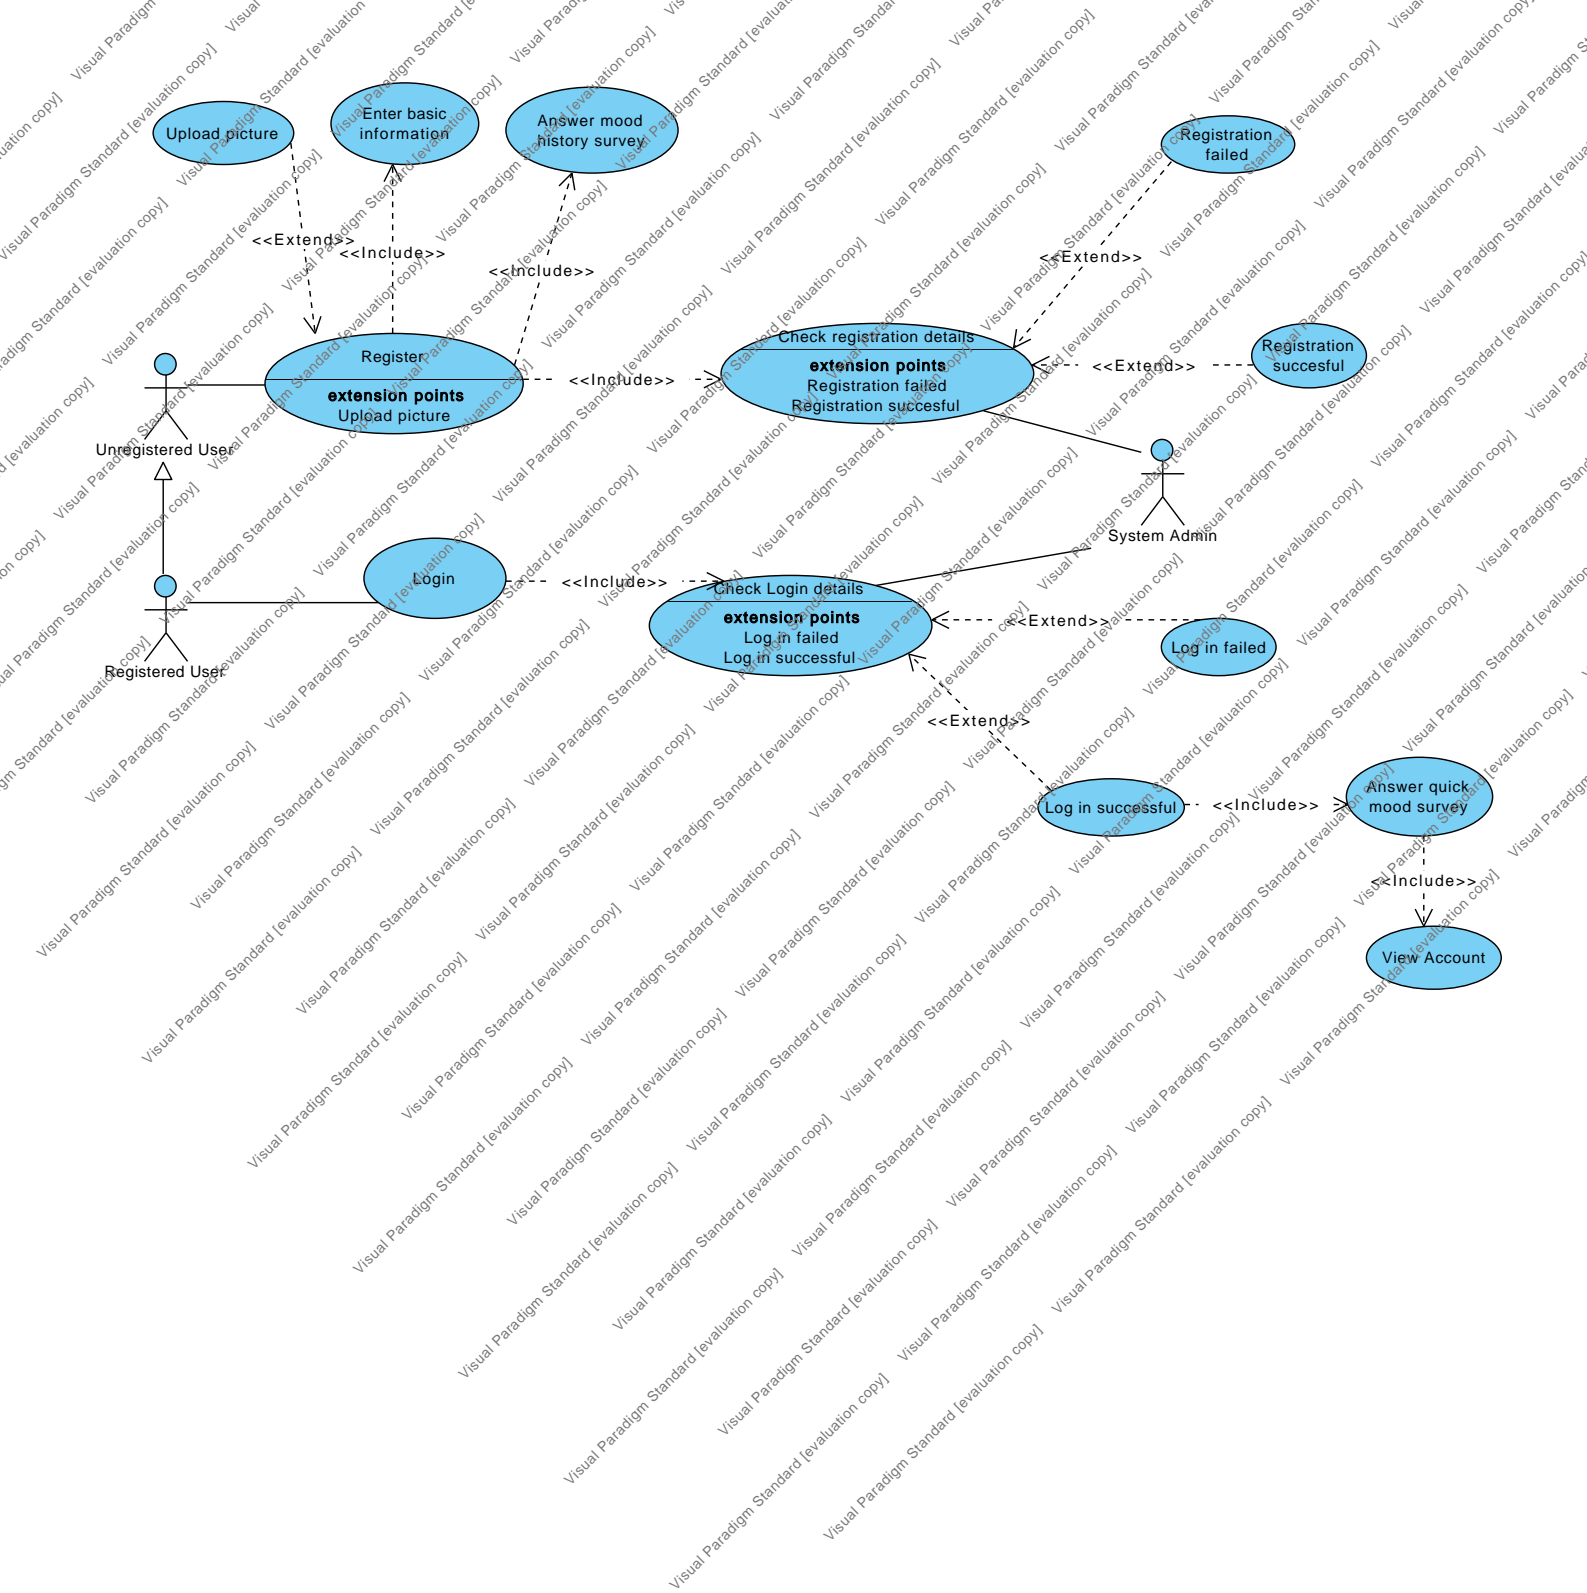 Upload picture
Enter basic
information
Answer mood
history survey
Registration
failed
<<Extend>>
<<Include>>
<<Include>>
<<Extend>>
Register
extension points
Upload picture
<<Include>>
Check registration details
extension points
Registration failed
Registration succesful
<<Extend>>
Registration
succesful
Unregistered User
System Admin
Login
<<Include>>
Check Login details
extension points
Log in failed
Log in successful
<<Extend>>
Log in failed
Registered User
<<Extend>>
Log in successful
<<Include>>
Answer quick
mood survey
<<Include>>
View Account
Visual Paradigm Standard [evaluation copy]